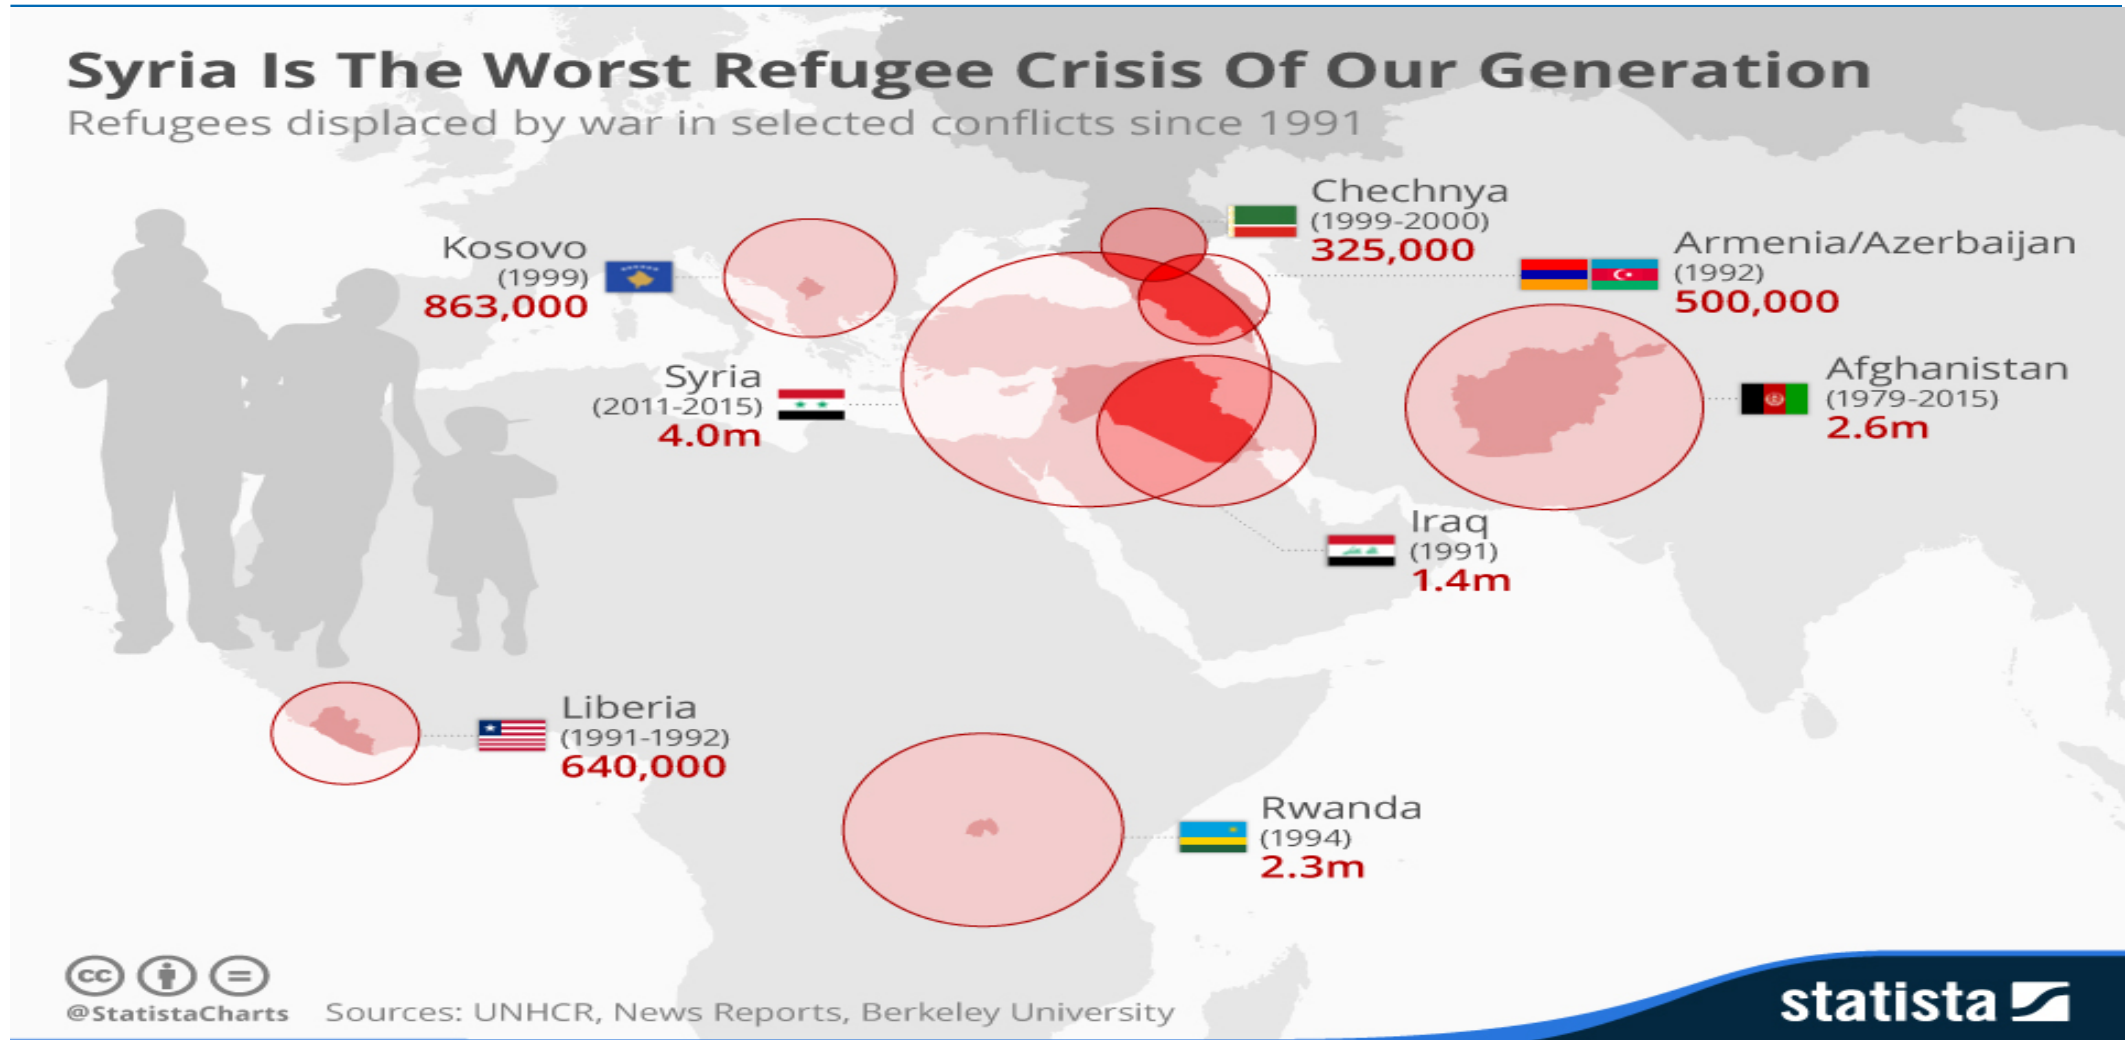 Syria Is The Worst Refugee Crisis Of Our Generation
Refugees displaced by war in selected conflicts since 1991
Chechnya
(1999-2000)
325,000
Kosovo
(1999)
863,000
Armenia/Azerbaijan
(1992)
500,000
Syria
(2011-2015)
4.0m
Afghanistan
(1979-2015)
2.6m
Iraq
(1991)
1.4m
Liberia
(1991-1992)
640,000
Rwanda
(1994)
2.3m
cc
@StatistaCharts
Sources: UNHCR, News Reports, Berkeley University
statista